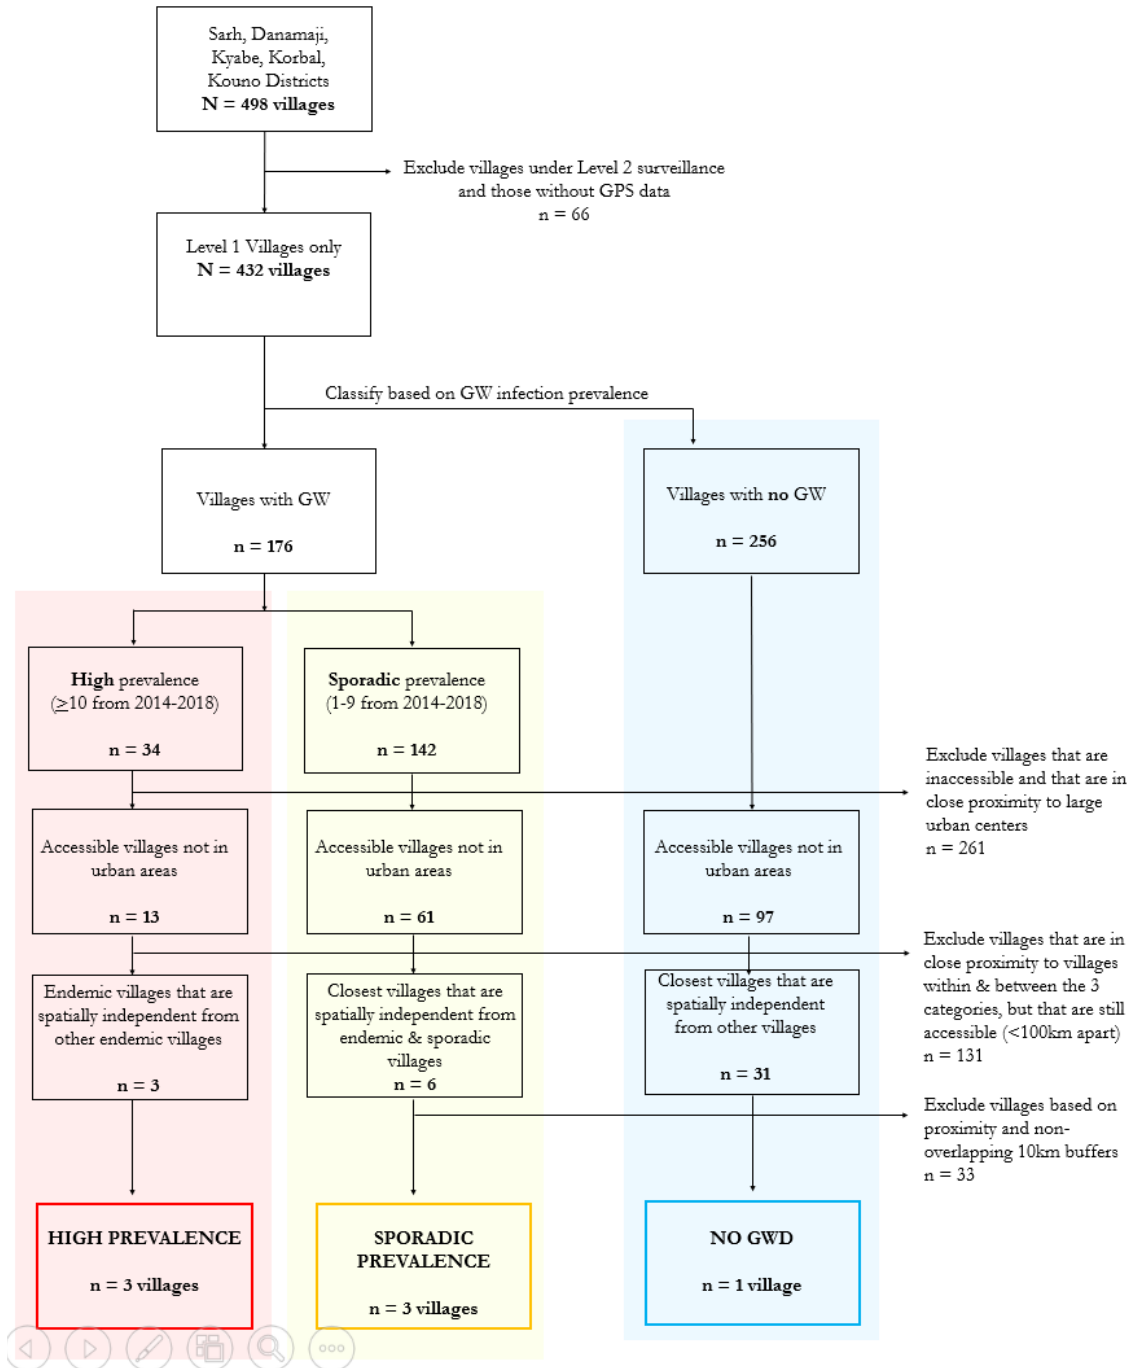 Sarh, Danamaji,
Kyabe, Korbal,
Kouno Districts
N = 498 villages
Exclude villages under Level 2 surveillance
and those without GPS data
n = 66
Level 1 Villages only
N = 432 villages
Classify based on GW infection prevalence
Villages with GW
n = 176
Villages with no GW
n = 256
High prevalence
(≥10 from 2014-2018)
n = 34
Sporadic prevalence
(1-9 from 2014-2018)
n = 142
Exclude villages that are
inaccessible and that are in
close proximity to large
urban centers
n = 261
Accessible villages not in
urban areas
n = 13
Accessible villages not in
urban areas
n = 61
Accessible villages not in
urban areas
n = 97
Exclude villages that are in
close proximity to villages
within & between the 3
categories, but that are still
accessible (<100km apart)
n = 131
Endemic villages that are
spatially independent from
other endemic villages
n = 3
Closest villages that are
spatially independent from
endemic & sporadic
villages
n = 6
Closest villages that are
spatially independent
from other villages
n = 31
Exclude villages based on
proximity and non-
overlapping 10km buffers
n = 33
HIGH PREVALENCE
n = 3 villages
SPORADIC
PREVALENCE
n = 3 villages
NO GWD
n = 1 village